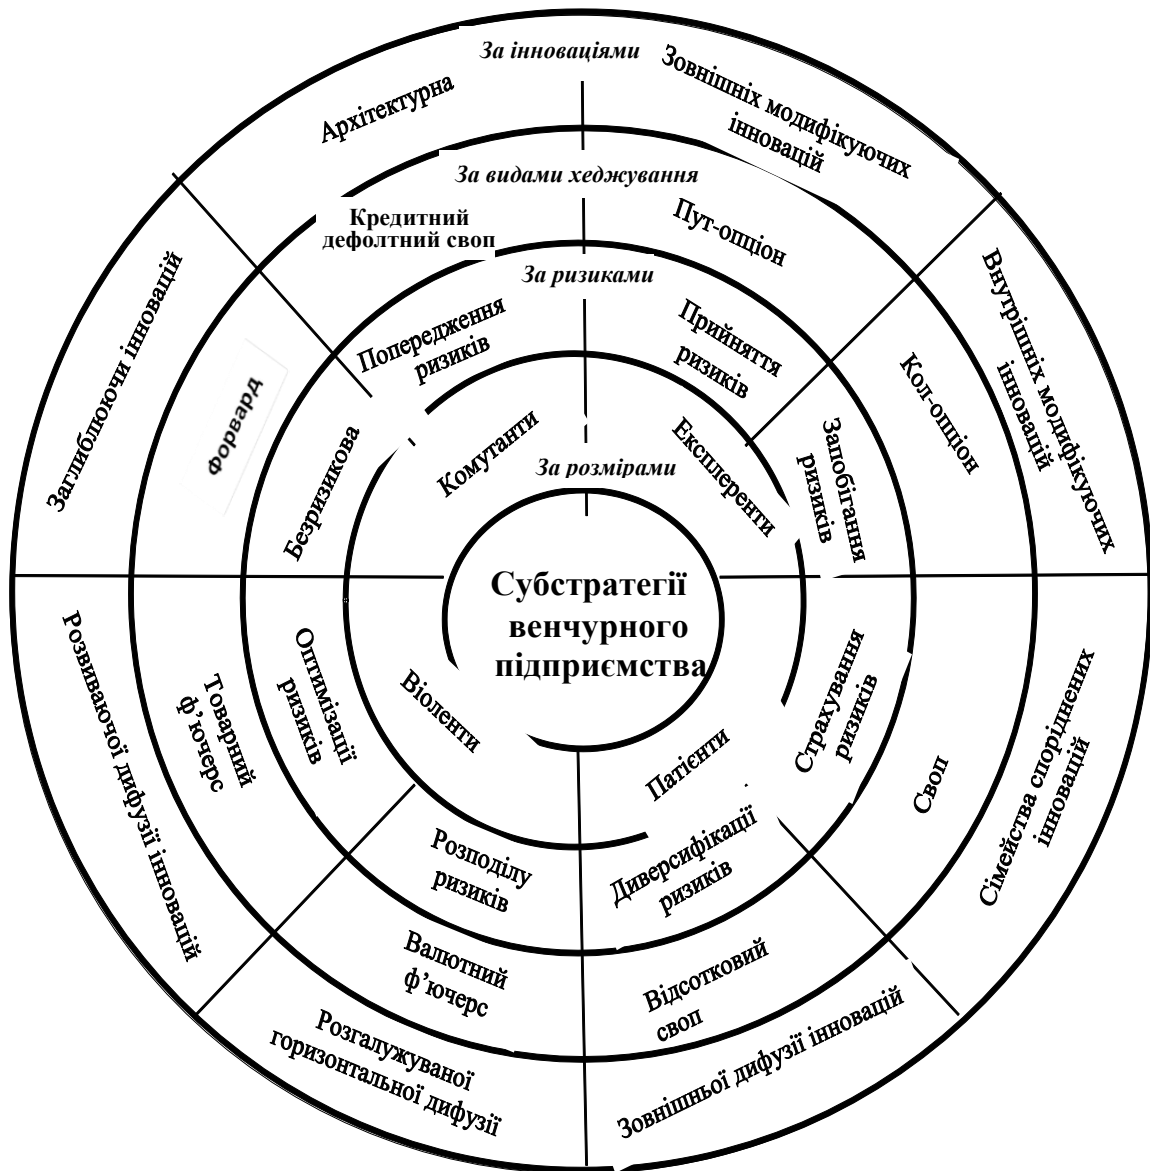 За інноваціями
Архітектурна
Зовнішніх модифікуючих
інновацій
Внутрішніх модифікуючих
інновацій
Сімейства споріднених
інновацій
Зовнішньої дифузії інновацій
Розгалужуваної
горизонтальної дифузії
Розвиваючої дифузії інновацій
Заглиблюючи інновацій
За видами хеджування
Кредитний
дефолтний своп
Пут-опціон
Кол-опціон
Своп
Відсотковий
своп
Валютний
ф’ючерс
Товарний
ф’ючерс
Форвард
За ризиками
Попередження
ризиків
Прийняття
ризиків
Запобігання
ризиків
Страхування
ризиків
Диверсифікації
ризиків
Розподілу
ризиків
Оптимізації
ризиків
Безризикова
За розмірами
Комутанти
Експлеренти
Патієнти
Віоленти
Субстратегії
венчурного
підприємства